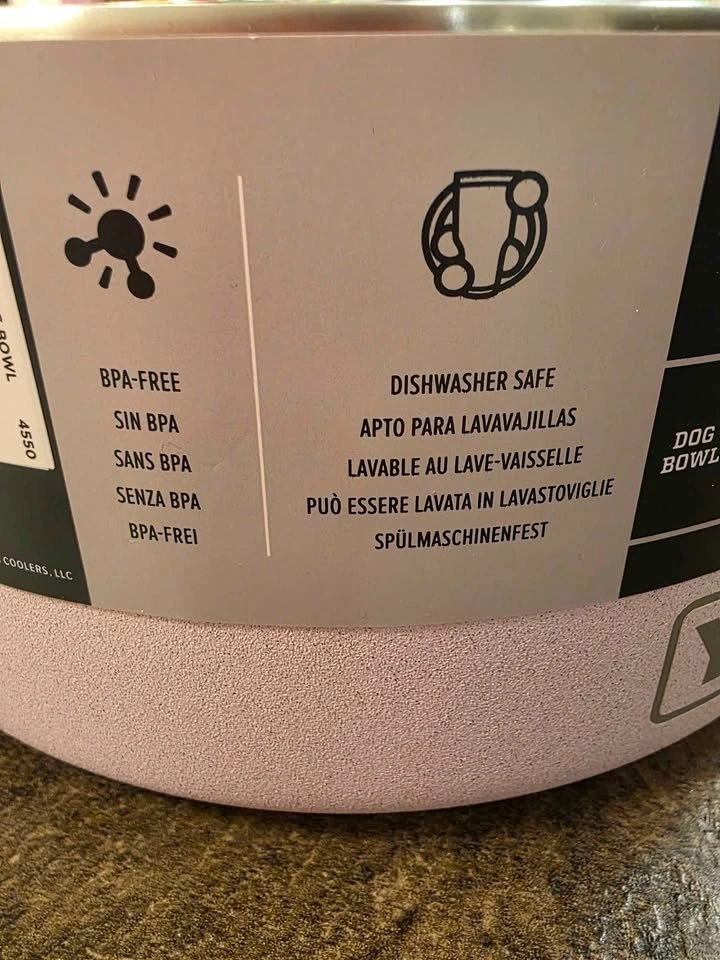 BOWL
4550
COOLERS, LLC
BPA-FREE
SIN BPA
SANS BPA
SENZA BPA
BPA-FREI
DISHWASHER SAFE
APTO PARA LAVAVAJILLAS
LAVABLE AU LAVE-VAISSELLE
PUÒ ESSERE LAVATA IN LAVASTOVIGLIE
SPÜLMASCHINENFEST
DOG
BOWL